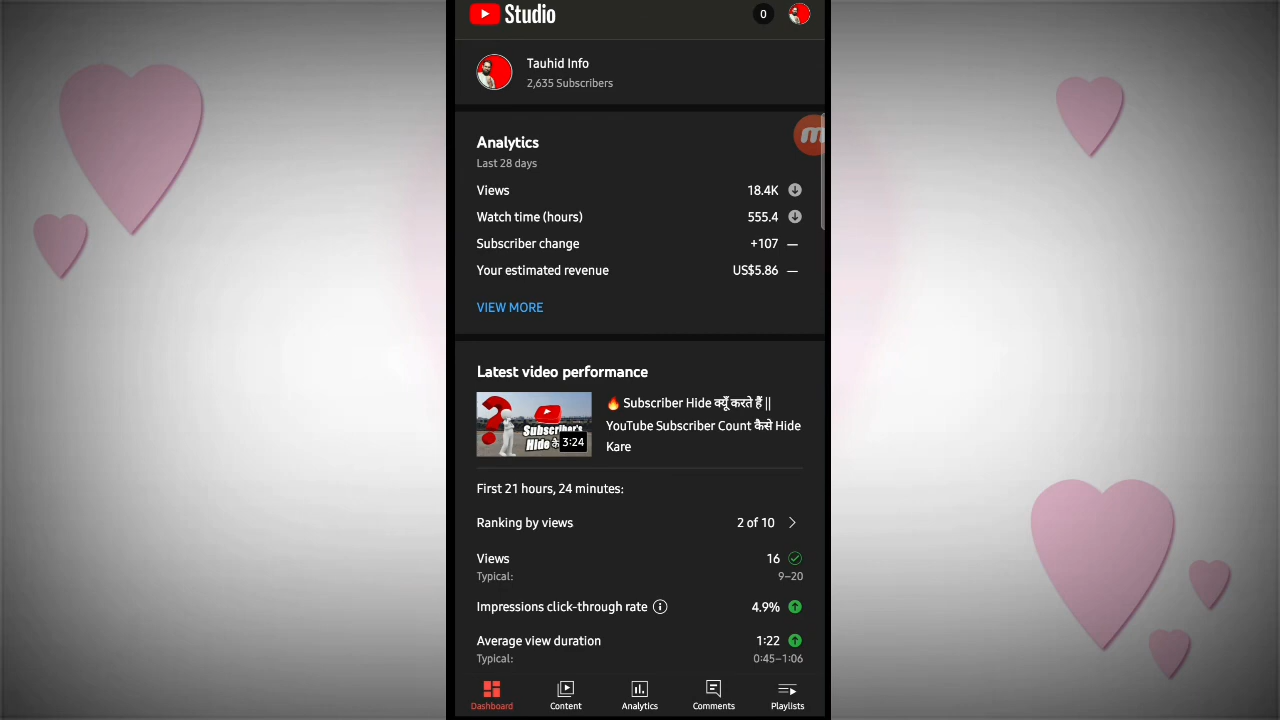 Studio
0
Tauhid Info
2,635 Subscribers
Analytics
Last 28 days
Views 18.4K
Watch time (hours) 555.4
Subscriber change +107 —
Your estimated revenue US$5.86 —
VIEW MORE
Latest video performance
🔥 Subscriber Hide क्यूँ करते हैं ||
YouTube Subscriber Count कैसे Hide
Kare
Subscriber's
Hide कै
3:24
First 21 hours, 24 minutes:
Ranking by views 2 of 10
Views 16
Typical: 9–20
Impressions click-through rate 4.9%
Average view duration 1:22
Typical: 0:45–1:06
Dashboard Content Analytics Comments Playlists